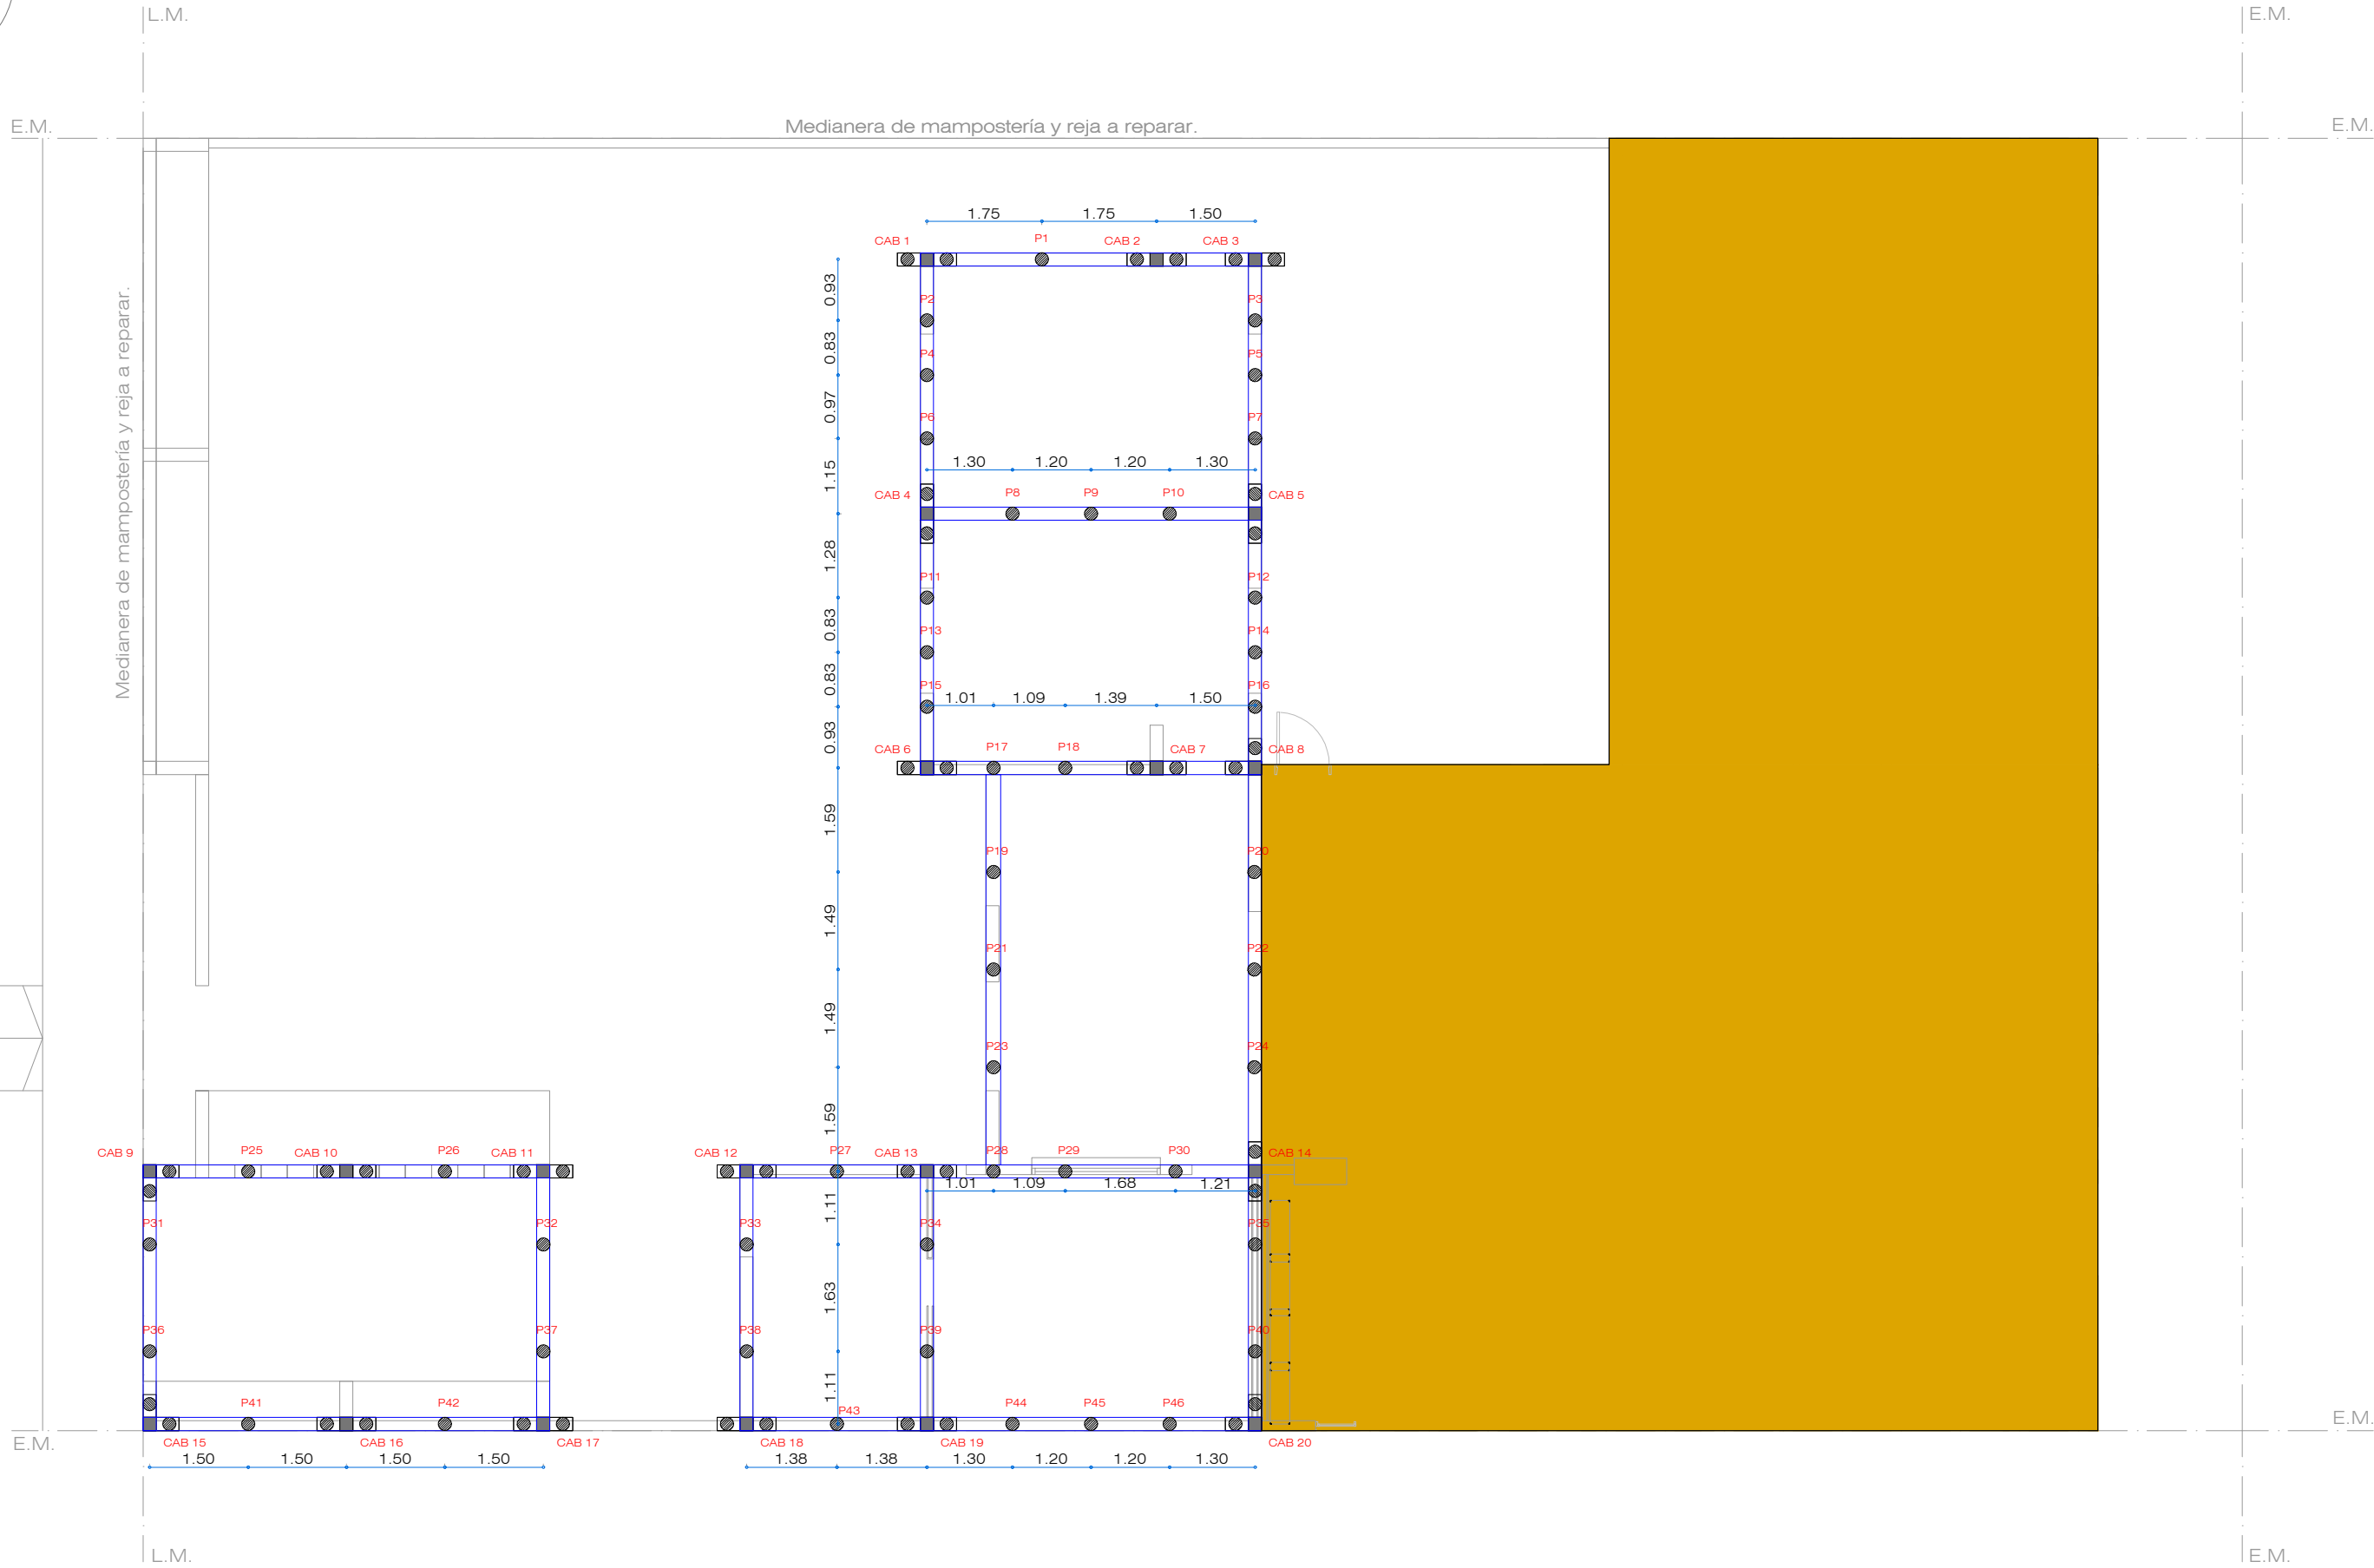 L.M.
E.M.
E.M.
Medianera de mampostería y reja a reparar.
E.M.
1.75 1.75 1.50
CAB 1 P1 CAB 2 CAB 3
0.93
Medianera de mampostería y reja a reparar.
P2 P3
0.83
P4 P5
0.97
P6 P7
1.30 1.20 1.20 1.30
1.15
CAB 4 P8 P9 P10 CAB 5
1.28
P11 P12
0.83
P13 P14
0.83
P15 P16
1.01 1.09 1.39 1.50
0.93
CAB 6 P17 P18 CAB 7 CAB 8
1.59
P19 P20
1.49
P21 P22
1.49
P23 P24
1.59
CAB 9 P25 CAB 10 P26 CAB 11 CAB 12 P27 CAB 13 P28 P29 P30 CAB 14
1.01 1.09 1.68 1.21
1.11
P31 P32 P33 P34 P35
1.63
P36 P37 P38 P39 P40
1.11
P41 P42 P43 P44 P45 P46
E.M.
E.M.
CAB 15 CAB 16 CAB 17 CAB 18 CAB 19 CAB 20
1.50 1.50 1.50 1.50 1.38 1.38 1.30 1.20 1.20 1.30
L.M.
E.M.